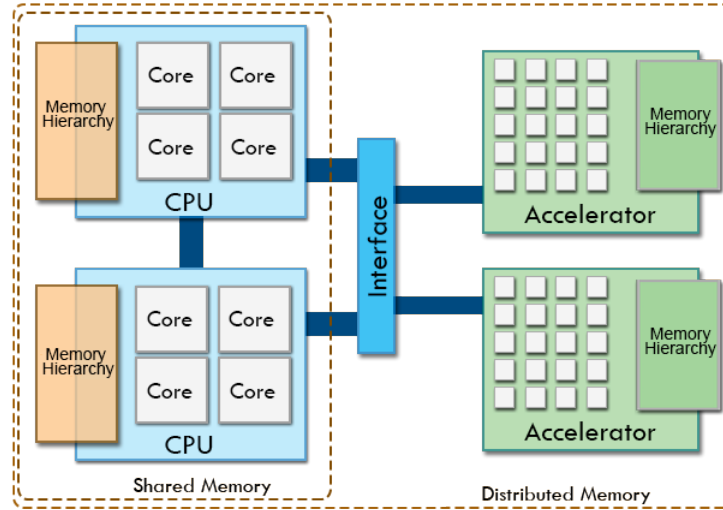 Memory
Hierarchy
Core
Core
Core
Core
CPU
Interface
Memory
Hierarchy
Accelerator
Memory
Hierarchy
Core
Core
Core
Core
CPU
Memory
Hierarchy
Accelerator
Shared Memory
Distributed Memory